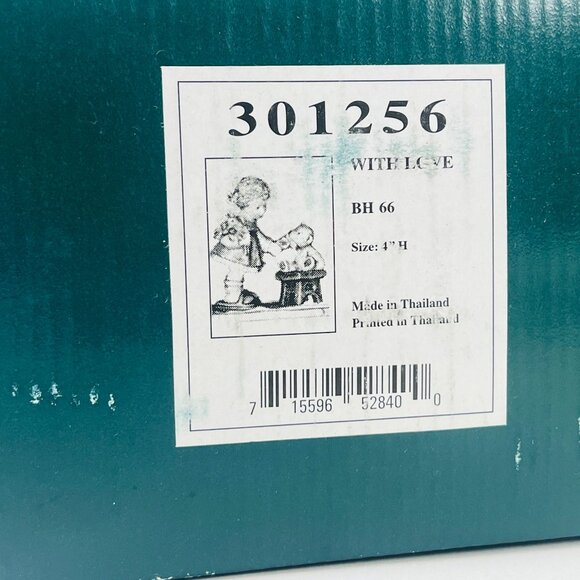 301256
WITH LOVE
BH 66
Size: 4" H
Made in Thailand
Printed in Thailand
7 15596 52840 0